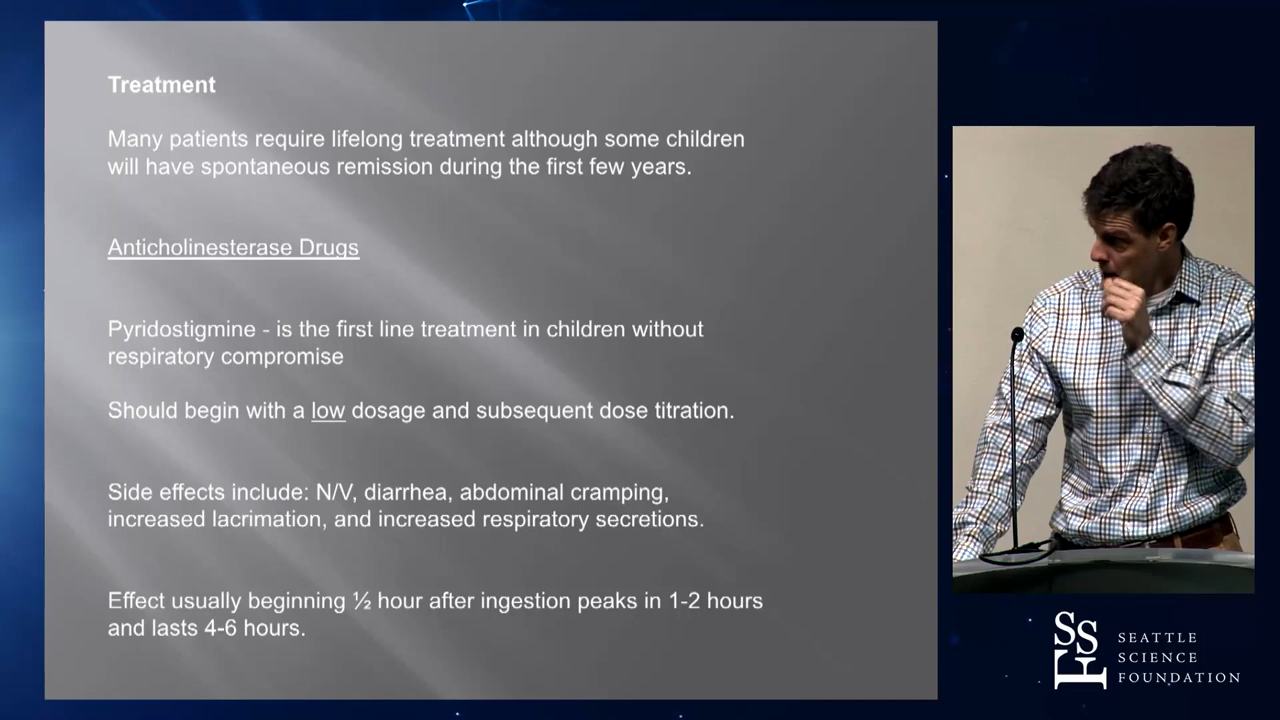 Treatment
Many patients require lifelong treatment although some children
will have spontaneous remission during the first few years.
Anticholinesterase Drugs
Pyridostigmine - is the first line treatment in children without
respiratory compromise
Should begin with a low dosage and subsequent dose titration.
Side effects include: N/V, diarrhea, abdominal cramping,
increased lacrimation, and increased respiratory secretions.
Effect usually beginning ½ hour after ingestion peaks in 1-2 hours
and lasts 4-6 hours.
SSF
SEATTLE
SCIENCE
FOUNDATION